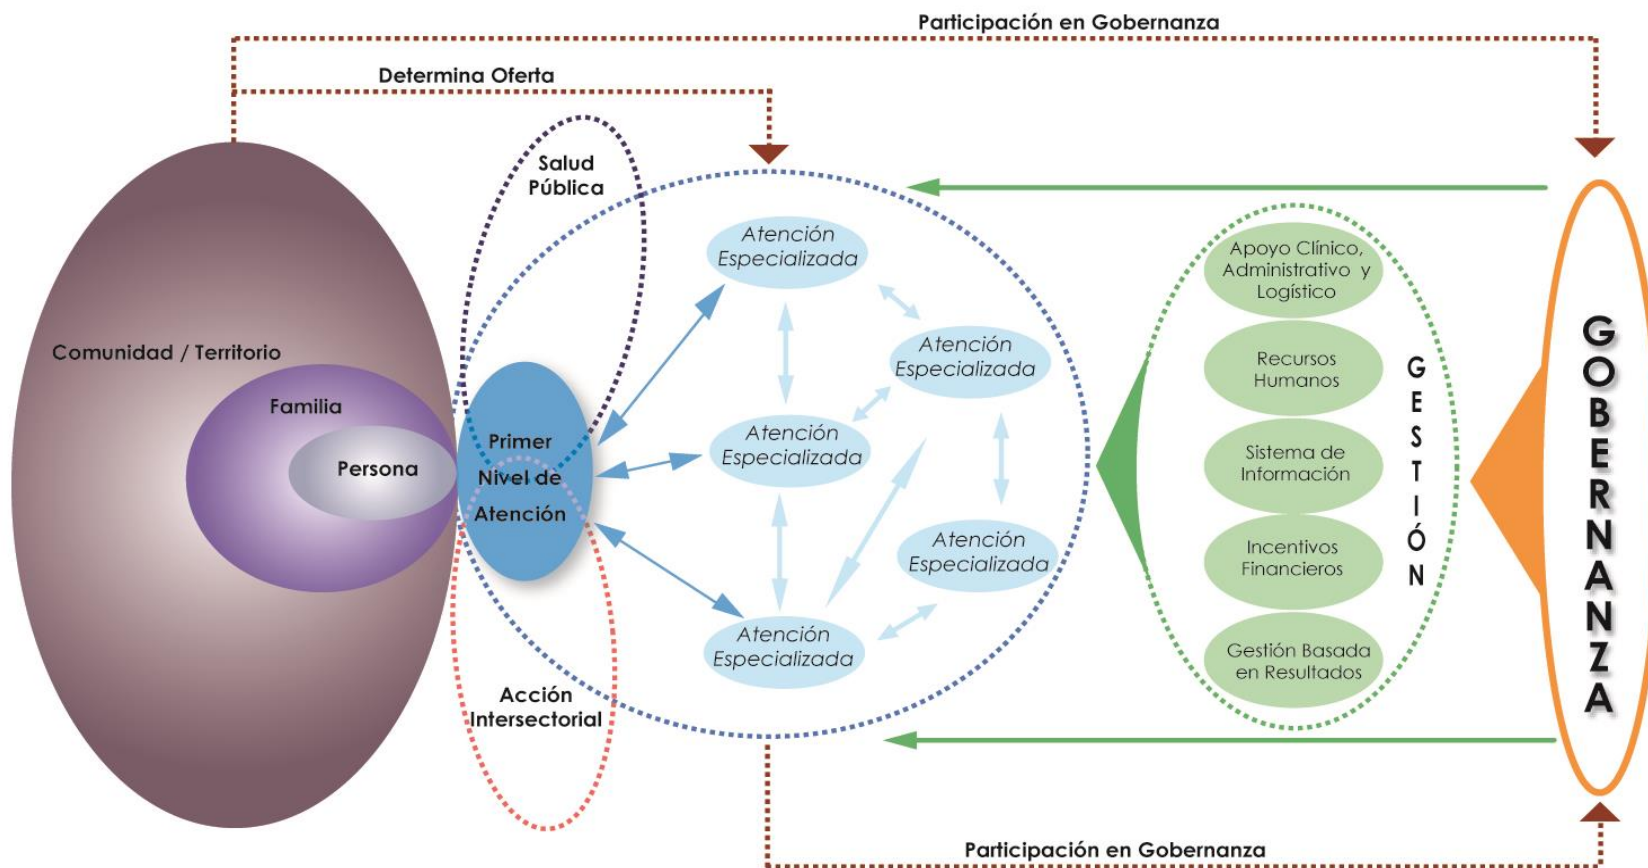 Participación en Gobernanza
Determina Oferta
Salud
Pública
Comunidad / Territorio
Familia
Persona
Primer
Nivel de
Atención
Acción
Intersectorial
Atención
Especializada
Atención
Especializada
Atención
Especializada
Atención
Especializada
Atención
Especializada
Apoyo Clínico,
Administrativo y
Logístico
Recursos
Humanos
Sistema de
Información
Incentivos
Financieros
Gestión Basada
en Resultados
GESTIÓN
GOBERNANZA
Participación en Gobernanza